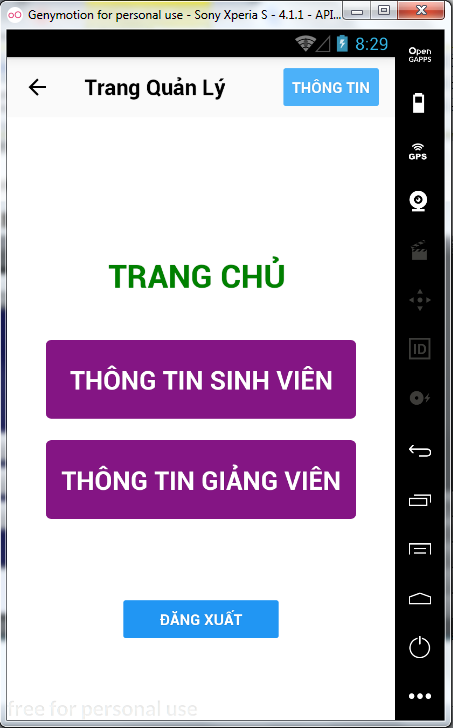 Genymotion for personal use - Sony Xperia S - 4.1.1 - API...
8:29
Open
GAPPS
Trang Quản Lý
THÔNG TIN
GPS
TRANG CHỦ
ID
THÔNG TIN SINH VIÊN
THÔNG TIN GIẢNG VIÊN
ĐĂNG XUẤT
free for personal use